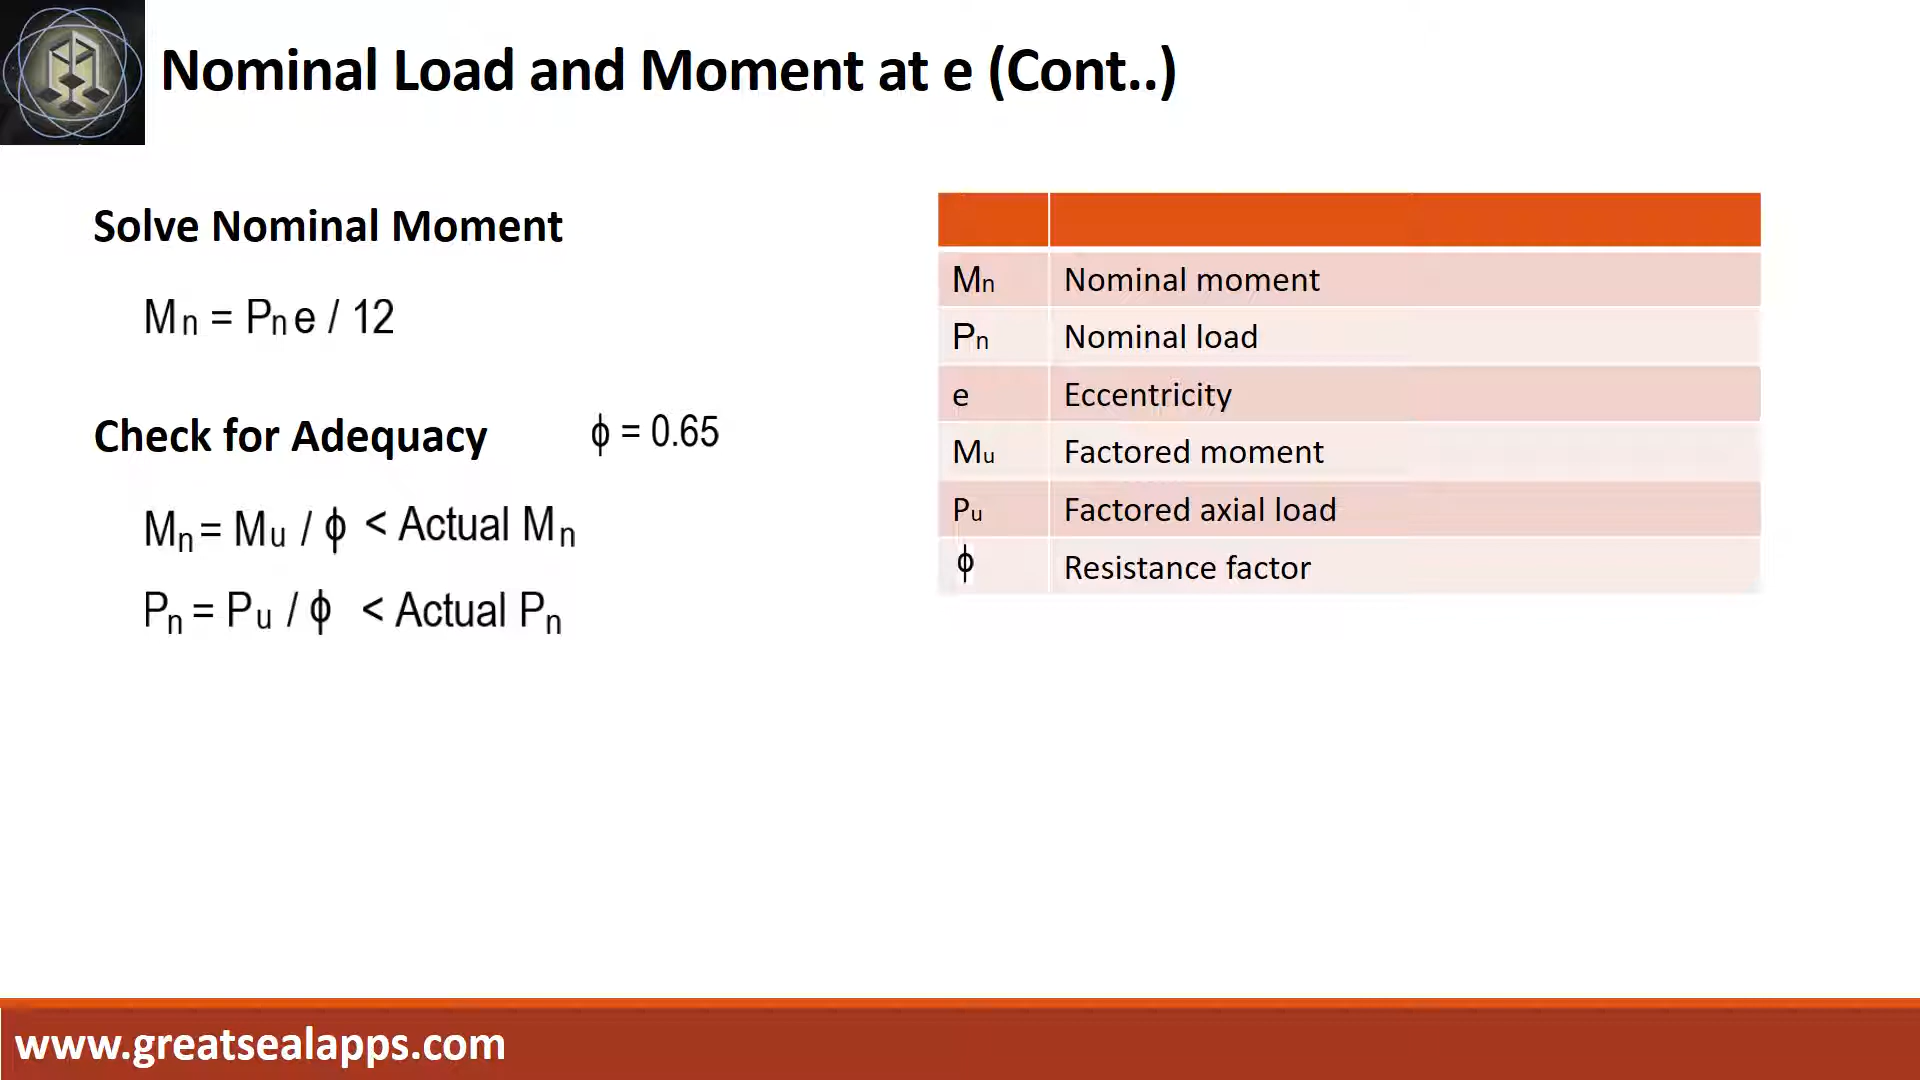 Nominal Load and Moment at e (Cont..)
Solve Nominal Moment
Mn = Pn e / 12
Check for Adequacy ϕ = 0.65
Mn = Mu / ϕ < Actual Mn
Pn = Pu / ϕ < Actual Pn
Mn Nominal moment
Pn Nominal load
e Eccentricity
Mu Factored moment
Pu Factored axial load
ϕ Resistance factor
www.greatsealapps.com